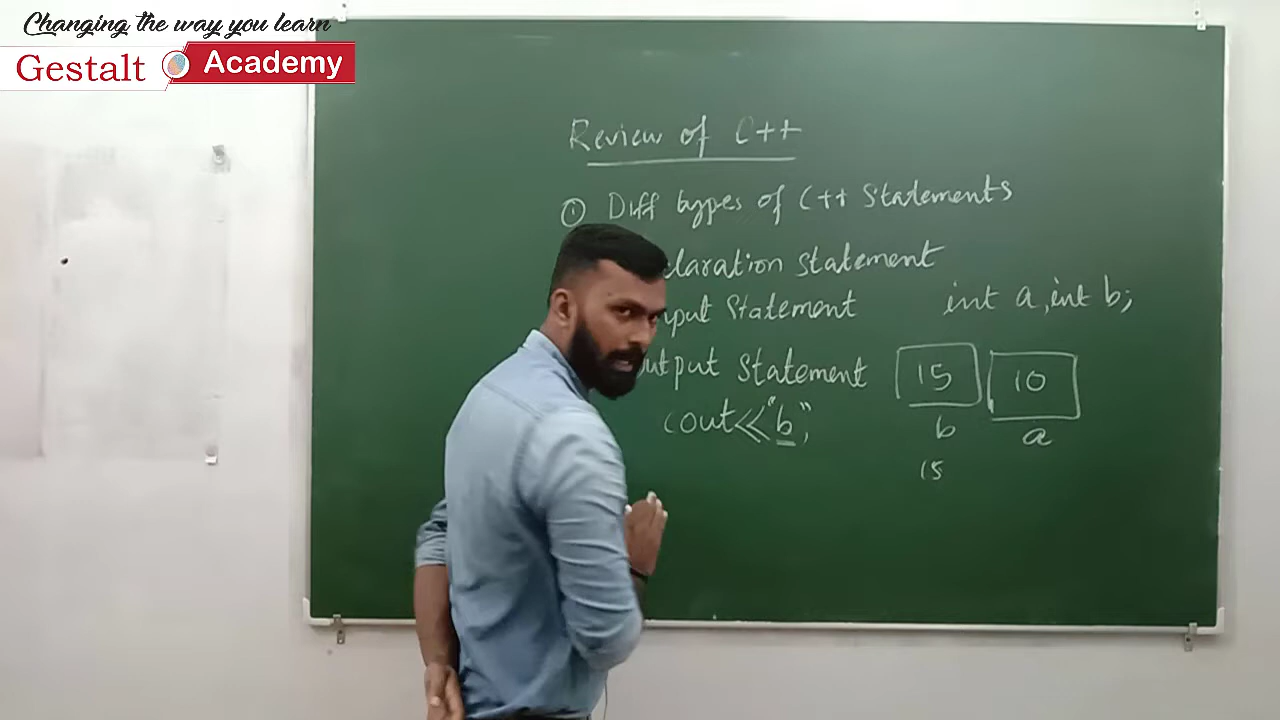 Changing the way you learn
Gestalt Academy
Review of C++
① Diff types of C++ Statements
claration statement
put Statement
int a, int b;
utput Statement
15 10
cout<<"b";
b a
15